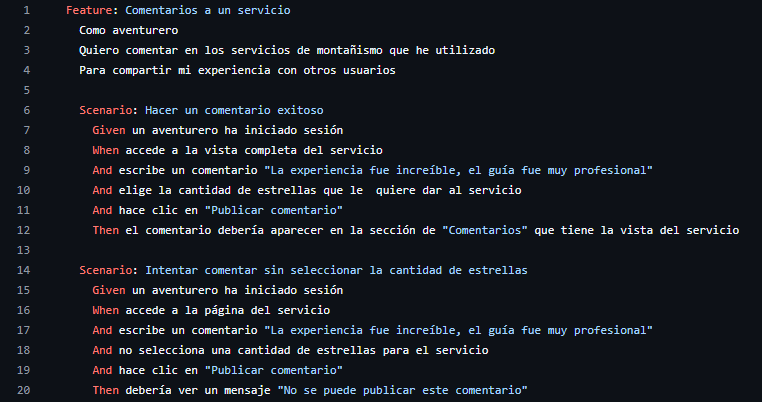 1 Feature: Comentarios a un servicio
2 Como aventurero
3 Quiero comentar en los servicios de montañismo que he utilizado
4 Para compartir mi experiencia con otros usuarios
5
6 Scenario: Hacer un comentario exitoso
7 Given un aventurero ha iniciado sesión
8 When accede a la vista completa del servicio
9 And escribe un comentario "La experiencia fue increíble, el guía fue muy profesional"
10 And elige la cantidad de estrellas que le  quiere dar al servicio
11 And hace clic en "Publicar comentario"
12 Then el comentario debería aparecer en la sección de "Comentarios" que tiene la vista del servicio
13
14 Scenario: Intentar comentar sin seleccionar la cantidad de estrellas
15 Given un aventurero ha iniciado sesión
16 When accede a la página del servicio
17 And escribe un comentario "La experiencia fue increíble, el guía fue muy profesional"
18 And no selecciona una cantidad de estrellas para el servicio
19 And hace clic en "Publicar comentario"
20 Then debería ver un mensaje "No se puede publicar este comentario"